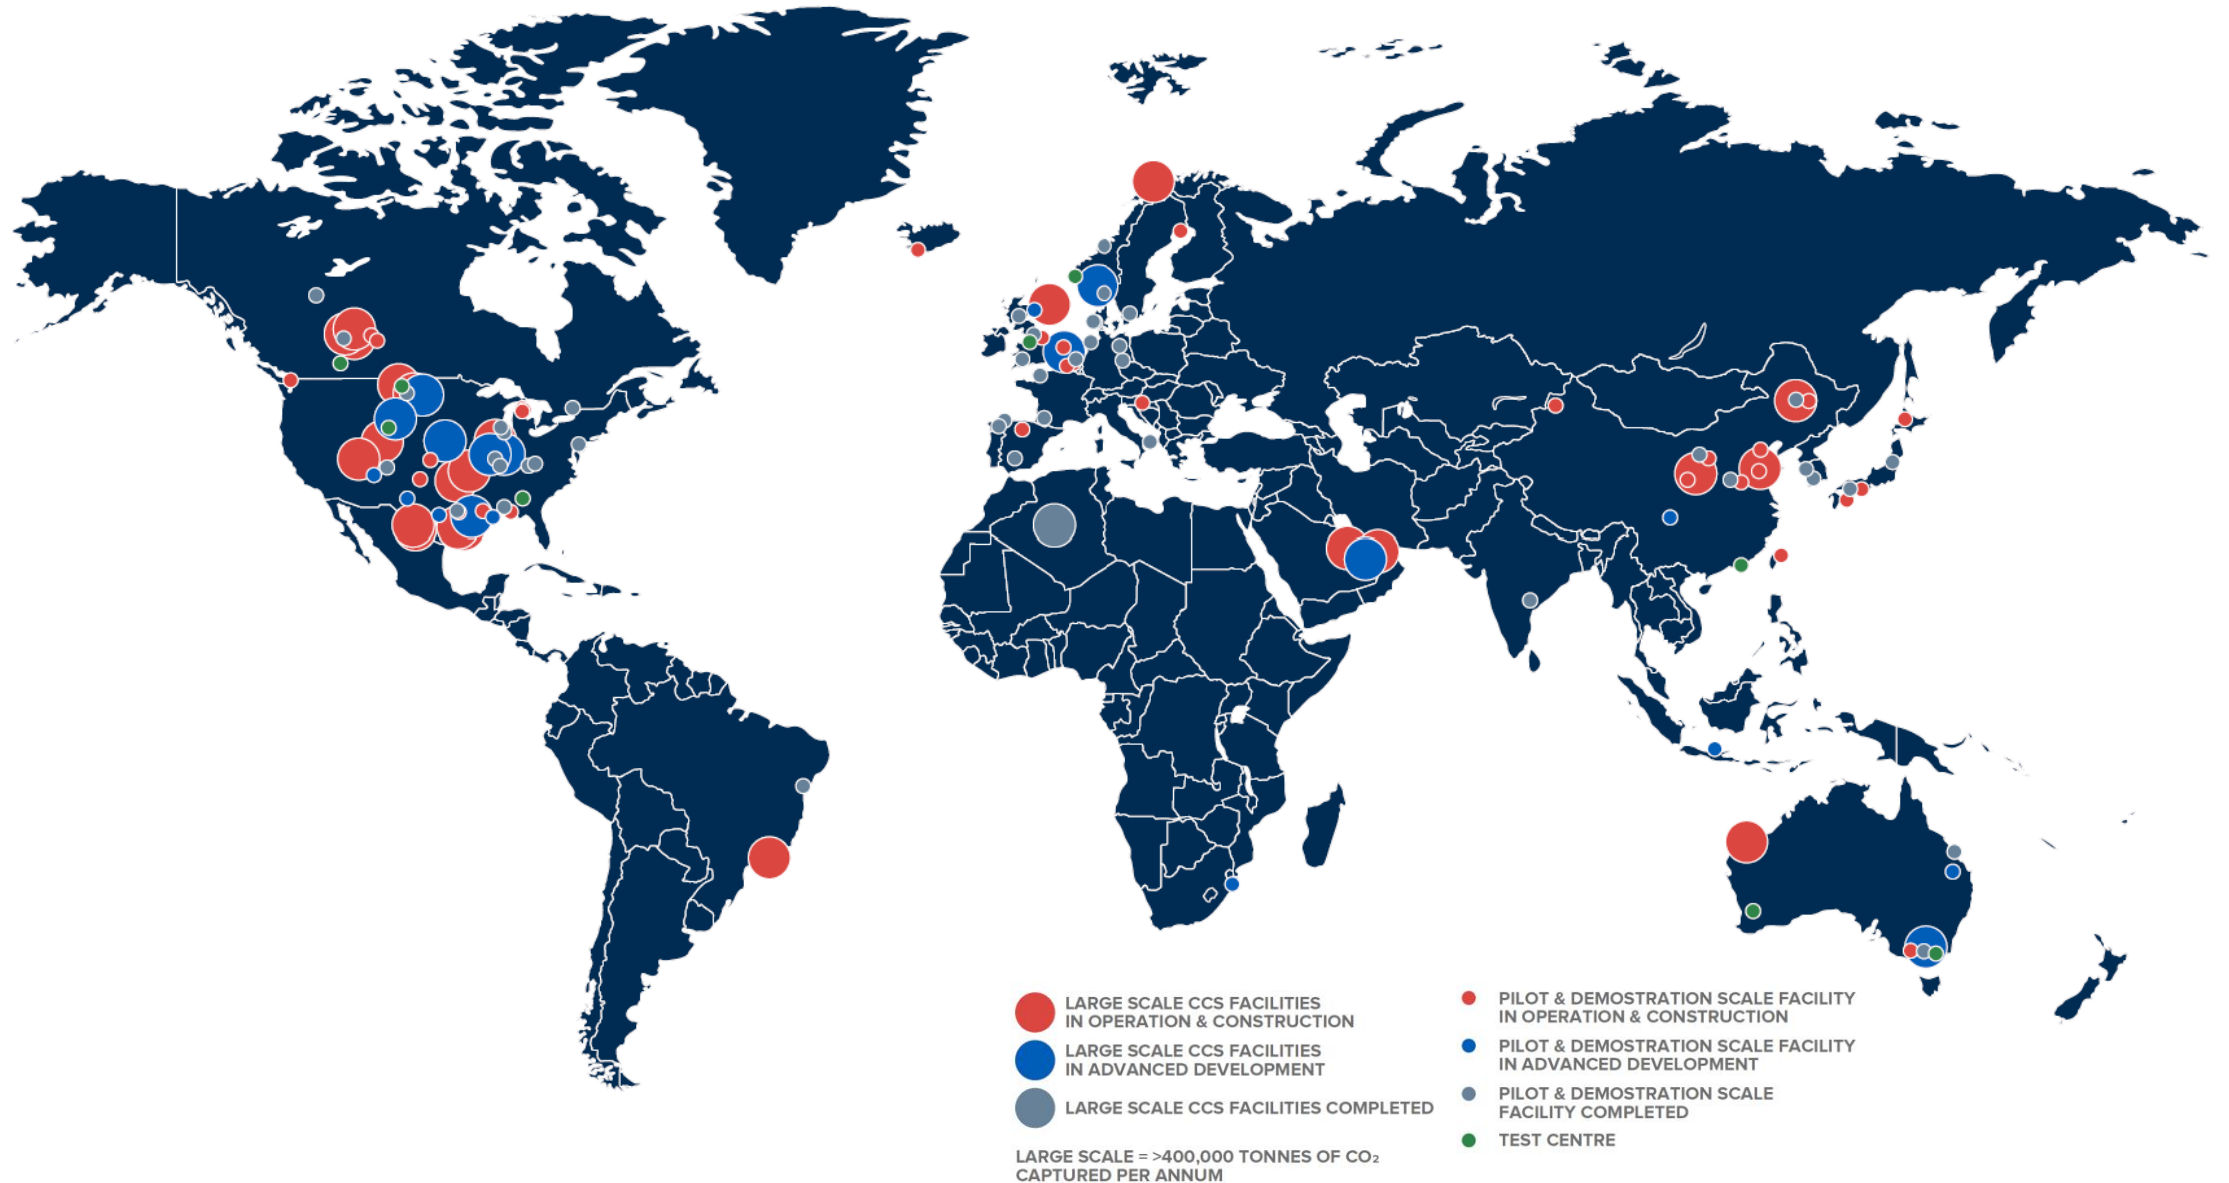 LARGE SCALE CCS FACILITIES
IN OPERATION & CONSTRUCTION
LARGE SCALE CCS FACILITIES
IN ADVANCED DEVELOPMENT
LARGE SCALE CCS FACILITIES COMPLETED
LARGE SCALE = >400,000 TONNES OF CO₂
CAPTURED PER ANNUM
PILOT & DEMOSTRATION SCALE FACILITY
IN OPERATION & CONSTRUCTION
PILOT & DEMOSTRATION SCALE FACILITY
IN ADVANCED DEVELOPMENT
PILOT & DEMOSTRATION SCALE
FACILITY COMPLETED
TEST CENTRE